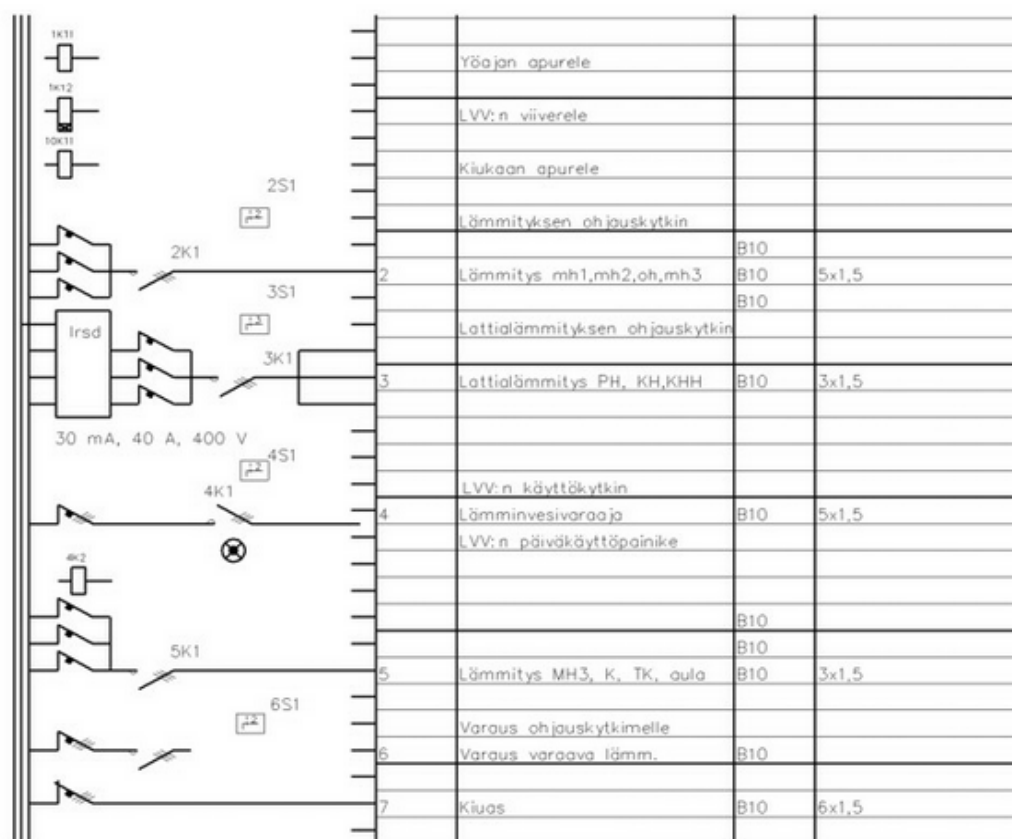 1K11
Yöajan apurele
1K12
LVV:n viiverele
10K11
Kiukaan apurele
2S1
Lämmityksen ohjauskytkin
B10
2K1
2 Lämmitys mh1,mh2,oh,mh3 B10 5x1,5
3S1
B10
Irsd
Lattialämmityksen ohjauskytkin
3K1
3 Lattialämmitys PH, KH,KHH B10 3x1,5
30 mA, 40 A, 400 V
4S1
LVV:n käyttökytkin
4K1
4 Lämminvesivaraaja B10 5x1,5
LVV:n päiväkäyttöpainike
4K2
B10
B10
5K1
5 Lämmitys MH3, K, TK, aula B10 3x1,5
6S1
Varaus ohjauskytkimelle
6 Varaus varaava lämm. B10
7 Kiuas B10 6x1,5